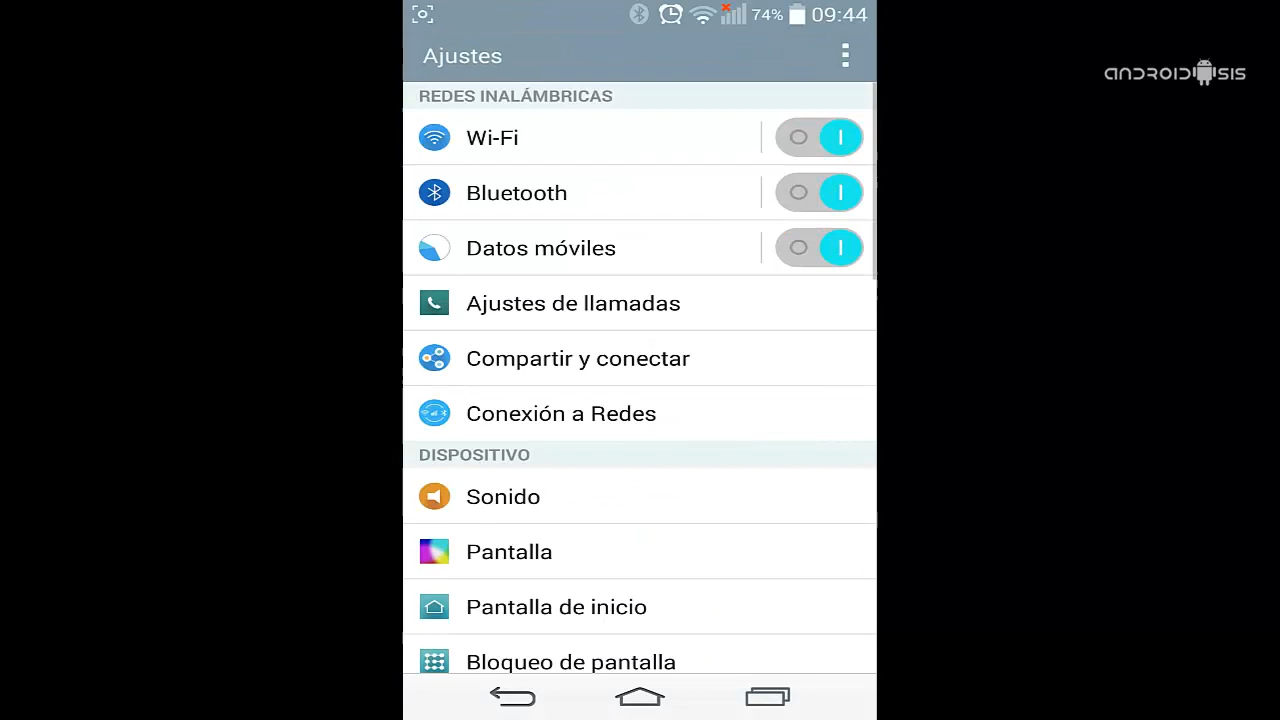 74% 09:44
Ajustes
ANDROIDSIS
REDES INALÁMBRICAS
Wi-Fi
Bluetooth
Datos móviles
Ajustes de llamadas
Compartir y conectar
Conexión a Redes
DISPOSITIVO
Sonido
Pantalla
Pantalla de inicio
Bloqueo de pantalla